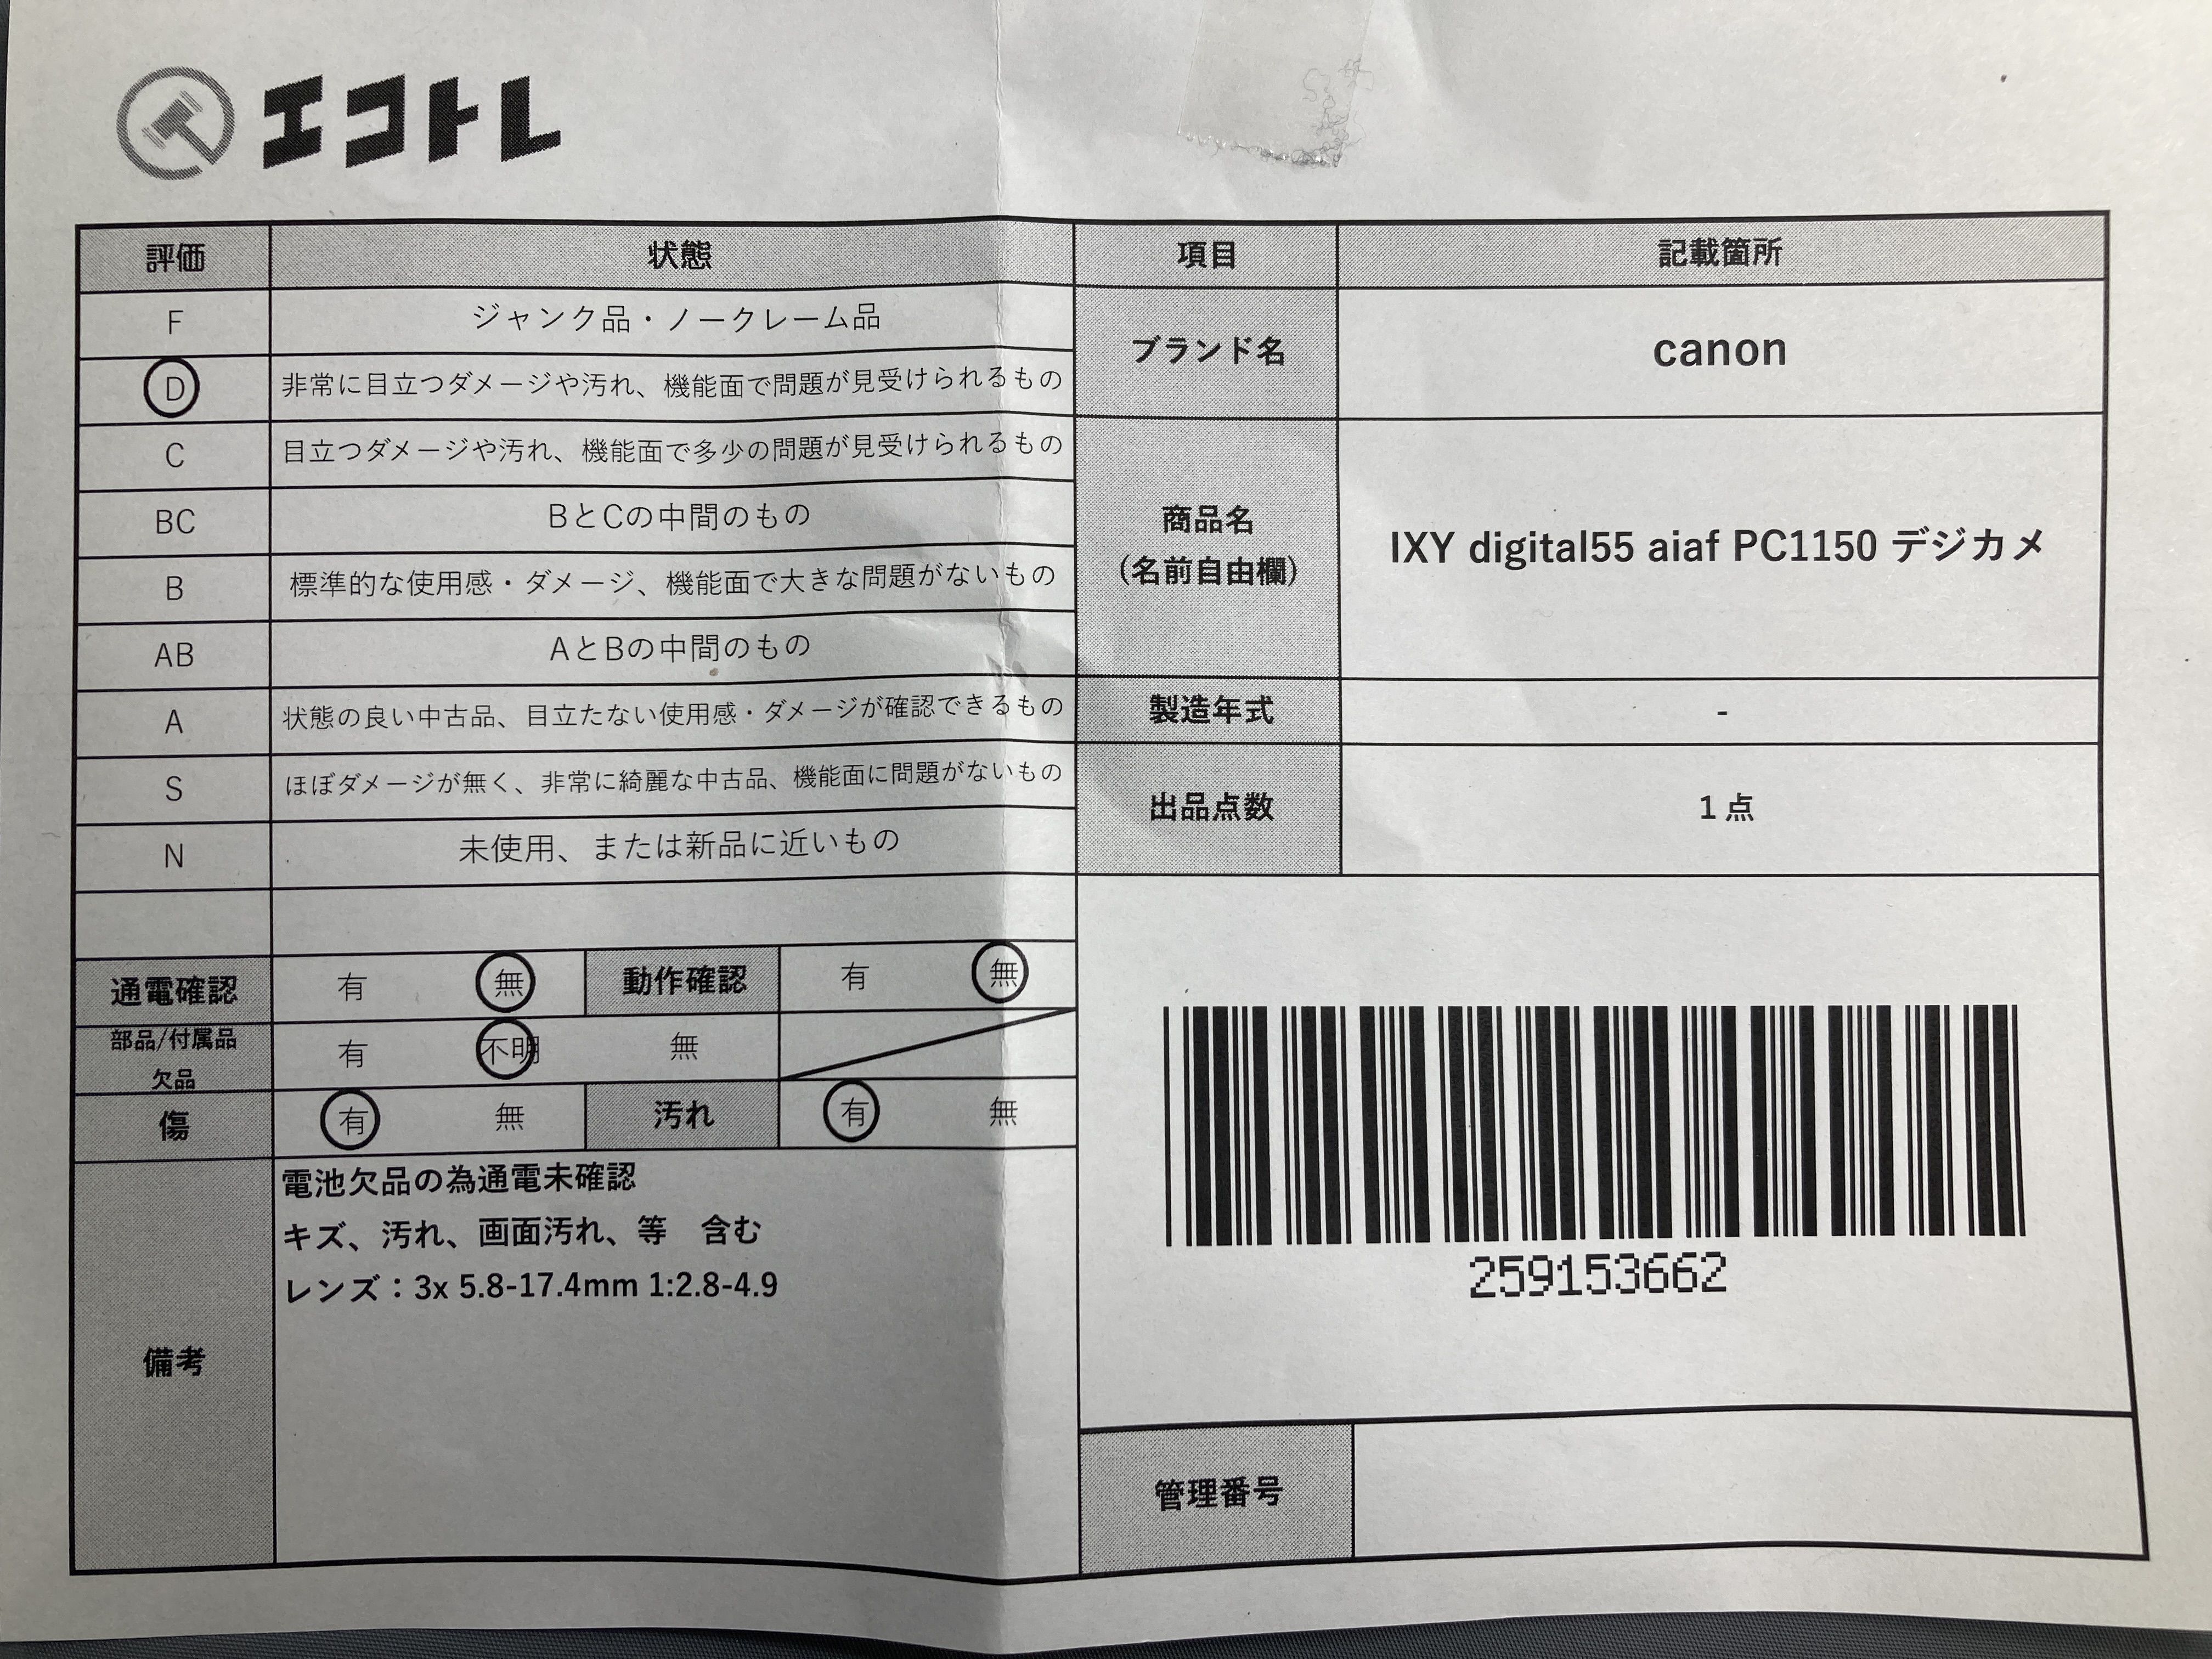 エコトレ
評価 状態 項目 記載箇所
F ジャンク品・ノークレーム品
D 非常に目立つダメージや汚れ、機能面で問題が見受けられるもの
C 目立つダメージや汚れ、機能面で多少の問題が見受けられるもの
BC BとCの中間のもの
B 標準的な使用感・ダメージ、機能面で大きな問題がないもの
AB AとBの中間のもの
A 状態の良い中古品、目立たない使用感・ダメージが確認できるもの
S ほぼダメージが無く、非常に綺麗な中古品、機能面に問題がないもの
N 未使用、または新品に近いもの
通電確認 有 無 動作確認 有 無
部品/付属品
欠品
有 不明 無
傷 有 無 汚れ 有 無
備考
電池欠品の為通電未確認
キズ、汚れ、画面汚れ、等　含む
レンズ：3x 5.8-17.4mm 1:2.8-4.9
ブランド名 canon
商品名
（名前自由欄）
IXY digital55 aiaf PC1150 デジカメ
製造年式 -
出品点数 1 点
259153662
管理番号